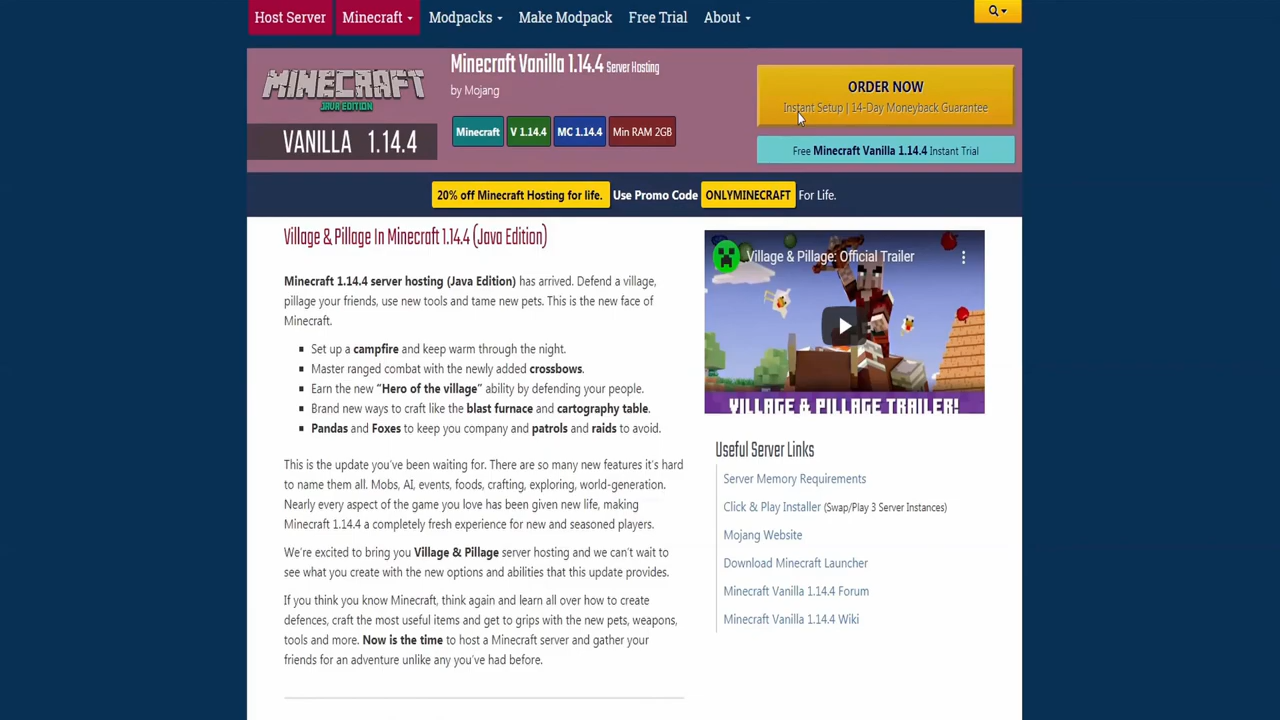 Host Server Minecraft Modpacks Make Modpack Free Trial About
MINECRAFT
JAVA EDITION
VANILLA 1.14.4
Minecraft Vanilla 1.14.4 Server Hosting
by Mojang
Minecraft V 1.14.4 MC 1.14.4 Min RAM 2GB
ORDER NOW
Instant Setup | 14-Day Moneyback Guarantee
Free Minecraft Vanilla 1.14.4 Instant Trial
20% off Minecraft Hosting for life. Use Promo Code ONLYMINECRAFT For Life.
Village & Pillage In Minecraft 1.14.4 (Java Edition)
Minecraft 1.14.4 server hosting (Java Edition) has arrived. Defend a village,
pillage your friends, use new tools and tame new pets. This is the new face of
Minecraft.
Set up a campfire and keep warm through the night.
Master ranged combat with the newly added crossbows.
Earn the new "Hero of the village" ability by defending your people.
Brand new ways to craft like the blast furnace and cartography table.
Pandas and Foxes to keep you company and patrols and raids to avoid.
This is the update you've been waiting for. There are so many new features it's hard
to name them all. Mobs, AI, events, foods, crafting, exploring, world-generation.
Nearly every aspect of the game you love has been given new life, making
Minecraft 1.14.4 a completely fresh experience for new and seasoned players.
We're excited to bring you Village & Pillage server hosting and we can't wait to
see what you create with the new options and abilities that this update provides.
If you think you know Minecraft, think again and learn all over how to create
defences, craft the most useful items and get to grips with the new pets, weapons,
tools and more. Now is the time to host a Minecraft server and gather your
friends for an adventure unlike any you've had before.
Village & Pillage: Official Trailer
VILLAGE & PILLAGE TRAILER!
Useful Server Links
Server Memory Requirements
Click & Play Installer (Swap/Play 3 Server Instances)
Mojang Website
Download Minecraft Launcher
Minecraft Vanilla 1.14.4 Forum
Minecraft Vanilla 1.14.4 Wiki